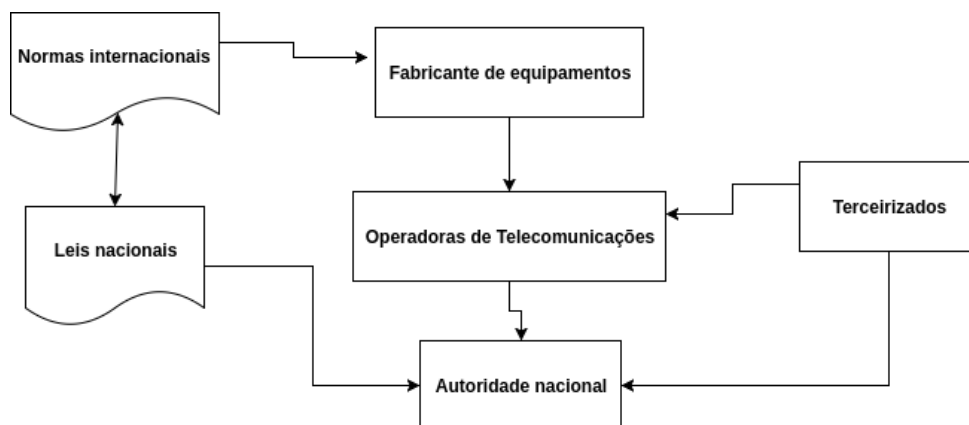 Normas internacionais
Fabricante de equipamentos
Terceirizados
Operadoras de Telecomunicações
Leis nacionais
Autoridade nacional